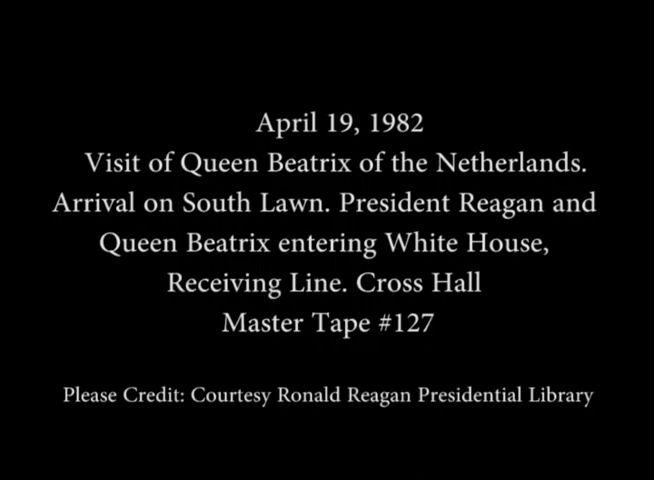 April 19, 1982
Visit of Queen Beatrix of the Netherlands.
Arrival on South Lawn. President Reagan and
Queen Beatrix entering White House,
Receiving Line. Cross Hall
Master Tape #127
Please Credit: Courtesy Ronald Reagan Presidential Library